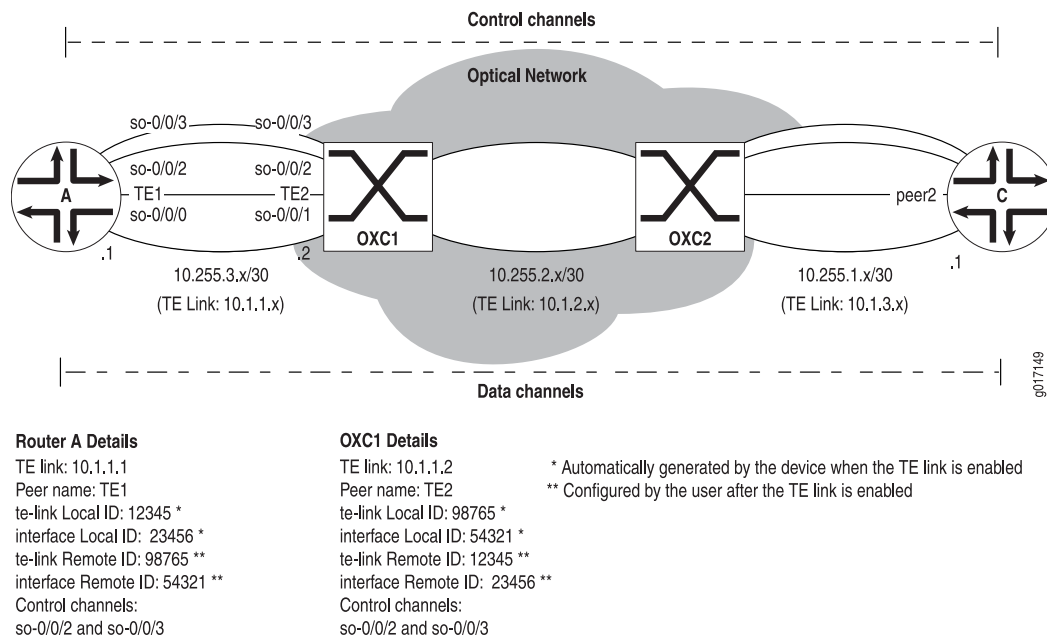 Control channels
Optical Network
so-0/0/3 so-0/0/3
so-0/0/2 so-0/0/2
A TE1 TE2 peer2 C
so-0/0/0 so-0/0/1
OXC1 OXC2
.1 .2 .1
10.255.3.x/30 10.255.2.x/30 10.255.1.x/30
(TE Link: 10.1.1.x) (TE Link: 10.1.2.x) (TE Link: 10.1.3.x)
Data channels
g017149
Router A Details
TE link: 10.1.1.1
Peer name: TE1
te-link Local ID: 12345 *
interface Local ID: 23456 *
te-link Remote ID: 98765 **
interface Remote ID: 54321 **
Control channels:
so-0/0/2 and so-0/0/3
OXC1 Details
TE link: 10.1.1.2
Peer name: TE2
te-link Local ID: 98765 *
interface Local ID: 54321 *
te-link Remote ID: 12345 **
interface Remote ID: 23456 **
Control channels:
so-0/0/2 and so-0/0/3
* Automatically generated by the device when the TE link is enabled
** Configured by the user after the TE link is enabled